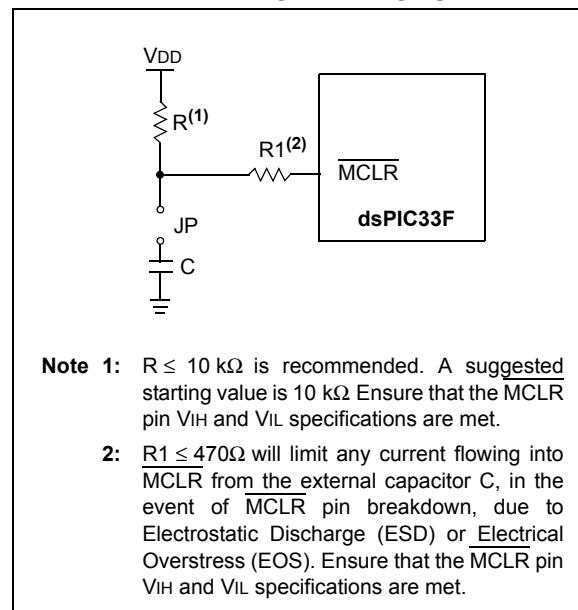 VDD
R(1)
R1(2)
MCLR
dsPIC33F
JP
C
Note 1: R ≤ 10 kΩ is recommended. A suggested
starting value is 10 kΩ Ensure that the MCLR
pin VIH and VIL specifications are met.
2: R1 ≤ 470Ω will limit any current flowing into
MCLR from the external capacitor C, in the
event of MCLR pin breakdown, due to
Electrostatic Discharge (ESD) or Electrical
Overstress (EOS). Ensure that the MCLR pin
VIH and VIL specifications are met.